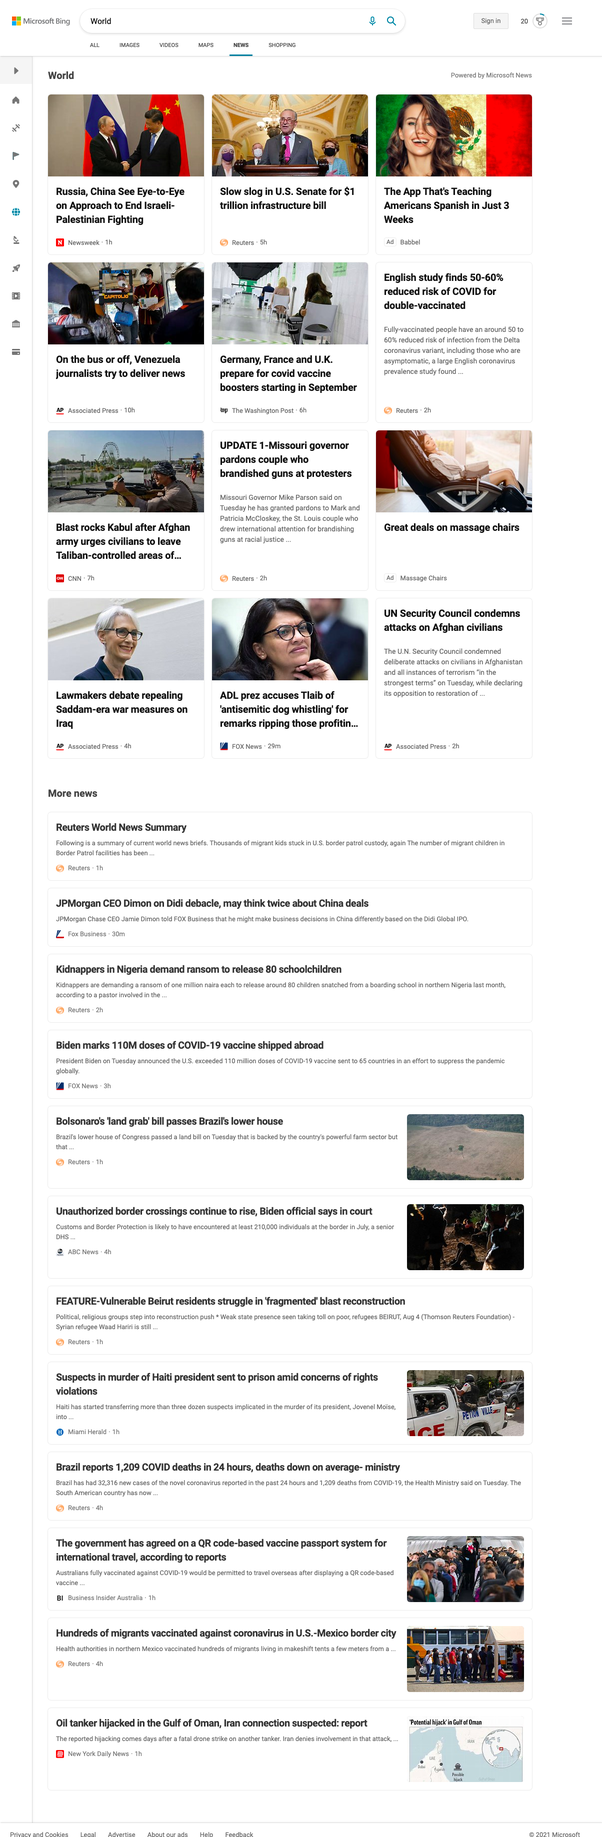 Microsoft Bing
World
Sign in
20
ALL
IMAGES
VIDEOS
MAPS
NEWS
SHOPPING
World
Powered by Microsoft News
Russia, China See Eye-to-Eye
on Approach to End Israeli-
Palestinian Fighting
Newsweek · 1h
Slow slog in U.S. Senate for $1
trillion infrastructure bill
Reuters · 5h
The App That's Teaching
Americans Spanish in Just 3
Weeks
Ad Babbel
CAPITOLIO
On the bus or off, Venezuela
journalists try to deliver news
AP Associated Press · 10h
Germany, France and U.K.
prepare for covid vaccine
boosters starting in September
wp The Washington Post · 6h
English study finds 50-60%
reduced risk of COVID for
double-vaccinated
Fully-vaccinated people have an around 50 to
60% reduced risk of infection from the Delta
coronavirus variant, including those who are
asymptomatic, a large English coronavirus
prevalence study found ...
Reuters · 2h
Blast rocks Kabul after Afghan
army urges civilians to leave
Taliban-controlled areas of...
CNN · 7h
UPDATE 1-Missouri governor
pardons couple who
brandished guns at protesters
Missouri Governor Mike Parson said on
Tuesday he has granted pardons to Mark and
Patricia McCloskey, the St. Louis couple who
drew international attention for brandishing
guns at racial justice ...
Reuters · 2h
Great deals on massage chairs
Ad Massage Chairs
Lawmakers debate repealing
Saddam-era war measures on
Iraq
AP Associated Press · 4h
ADL prez accuses Tlaib of
'antisemitic dog whistling' for
remarks ripping those profitin...
FOX News · 29m
UN Security Council condemns
attacks on Afghan civilians
The U.N. Security Council condemned
deliberate attacks on civilians in Afghanistan
and all instances of terrorism "in the
strongest terms" on Tuesday, while declaring
its opposition to restoration of ...
AP Associated Press · 2h
More news
Reuters World News Summary
Following is a summary of current world news briefs. Thousands of migrant kids stuck in U.S. border patrol custody, again The number of migrant children in
Border Patrol facilities has been ...
Reuters · 1h
JPMorgan CEO Dimon on Didi debacle, may think twice about China deals
JPMorgan Chase CEO Jamie Dimon told FOX Business that he might make business decisions in China differently based on the Didi Global IPO.
Fox Business · 30m
Kidnappers in Nigeria demand ransom to release 80 schoolchildren
Kidnappers are demanding a ransom of one million naira each to release around 80 children snatched from a boarding school in northern Nigeria last month,
according to a pastor involved in the ...
Reuters · 2h
Biden marks 110M doses of COVID-19 vaccine shipped abroad
President Biden on Tuesday announced the U.S. exceeded 110 million doses of COVID-19 vaccine sent to 65 countries in an effort to suppress the pandemic
globally.
FOX News · 3h
Bolsonaro's 'land grab' bill passes Brazil's lower house
Brazil's lower house of Congress passed a land bill on Tuesday that is backed by the country's powerful farm sector but
that ...
Reuters · 1h
Unauthorized border crossings continue to rise, Biden official says in court
Customs and Border Protection is likely to have encountered at least 210,000 individuals at the border in July, a senior
DHS ...
ABC News · 4h
FEATURE-Vulnerable Beirut residents struggle in 'fragmented' blast reconstruction
Political, religious groups step into reconstruction push * Weak state presence seen taking toll on poor, refugees BEIRUT, Aug 4 (Thomson Reuters Foundation) -
Syrian refugee Waad Hariri is still ...
Reuters · 1h
Suspects in murder of Haiti president sent to prison amid concerns of rights
violations
Haiti has started transferring more than three dozen suspects implicated in the murder of its president, Jovenel Moïse,
into ...
Miami Herald · 1h
PETION VILLE
ICE
Brazil reports 1,209 COVID deaths in 24 hours, deaths down on average- ministry
Brazil has had 32,316 new cases of the novel coronavirus reported in the past 24 hours and 1,209 deaths from COVID-19, the Health Ministry said on Tuesday. The
South American country has now ...
Reuters · 4h
The government has agreed on a QR code-based vaccine passport system for
international travel, according to reports
Australians fully vaccinated against COVID-19 would be permitted to travel overseas after displaying a QR code-based
vaccine ...
BI Business Insider Australia · 1h
Hundreds of migrants vaccinated against coronavirus in U.S.-Mexico border city
Health authorities in northern Mexico vaccinated hundreds of migrants living in makeshift tents a few meters from a ...
Reuters · 4h
Oil tanker hijacked in the Gulf of Oman, Iran connection suspected: report
The reported hijacking comes days after a fatal drone strike on another tanker. Iran denies involvement in that attack, ...
New York Daily News · 1h
'Potential hijack' in Gulf of Oman
Possible
hijack
Privacy and Cookies
Legal
Advertise
About our ads
Help
Feedback
© 2021 Microsoft